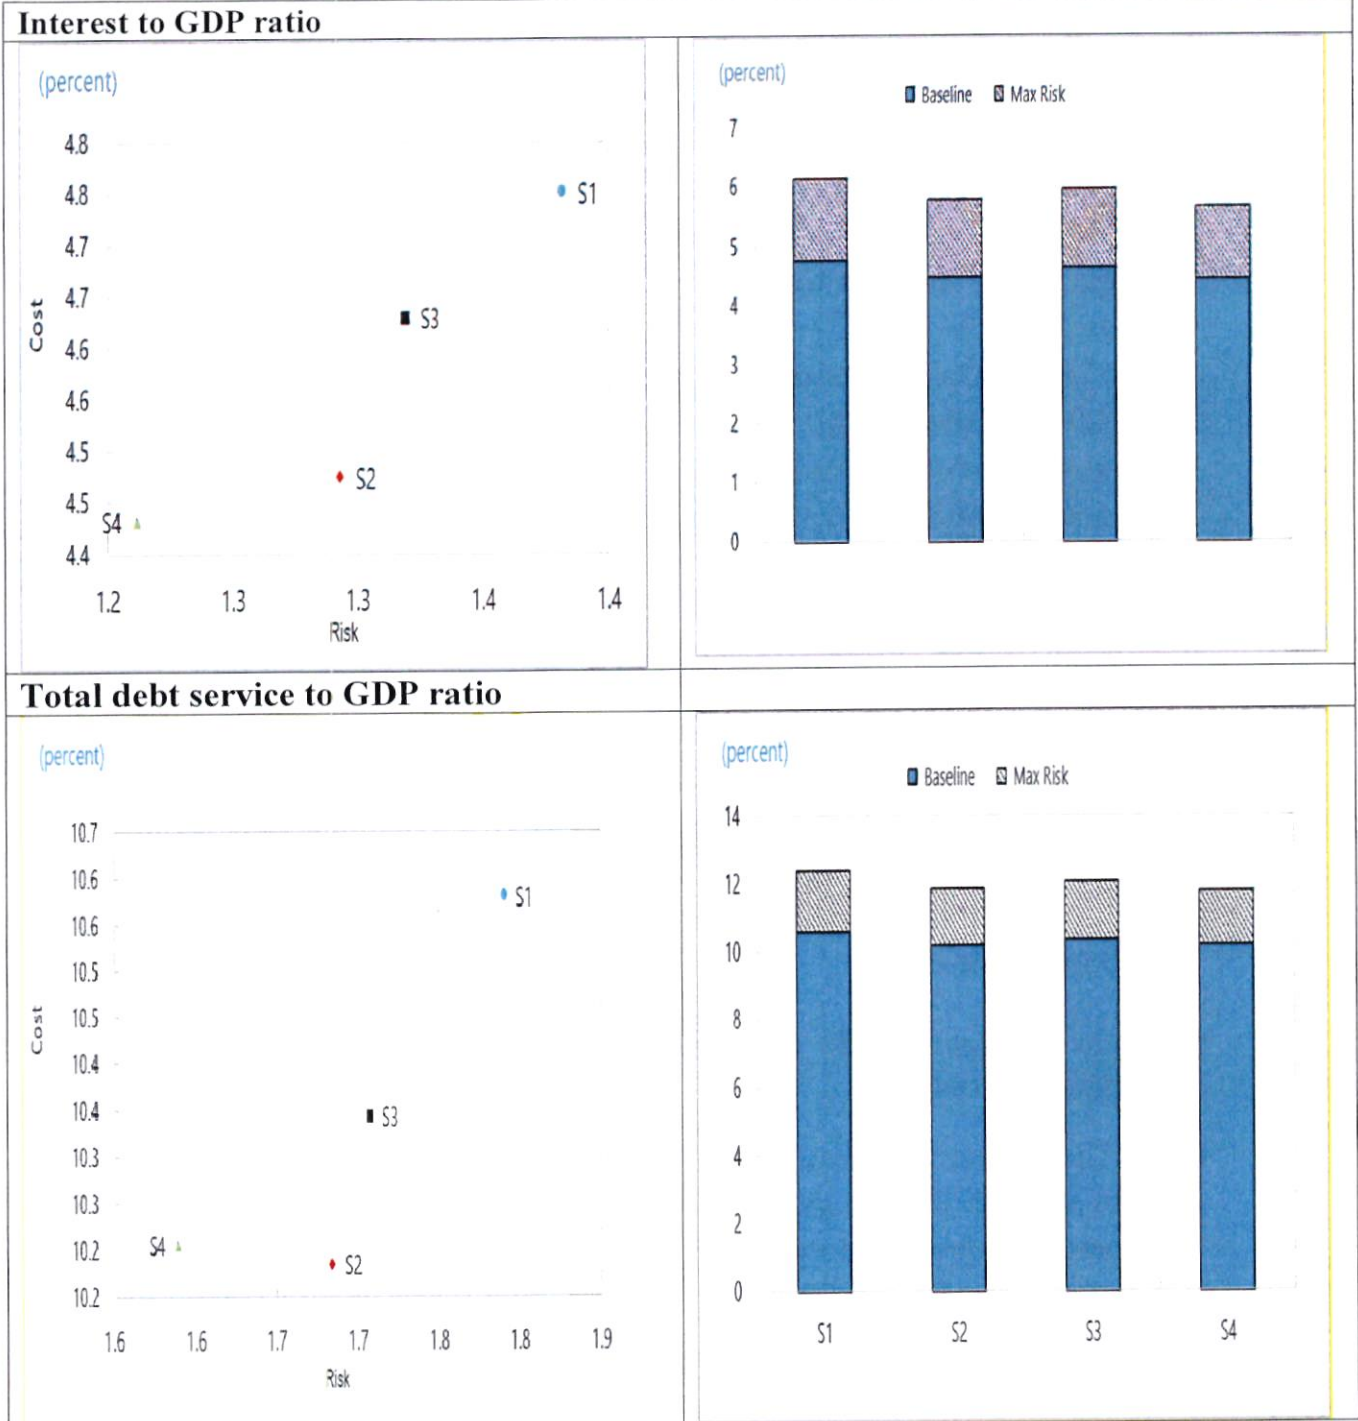 Interest to GDP ratio
(percent)
4.8
4.8
4.7
4.7
4.6
4.6
4.5
4.5
4.4
Cost
S1
S3
S2
S4
1.2 1.3 1.3 1.4 1.4
Risk
(percent)
Baseline Max Risk
7
6
5
4
3
2
1
0
Total debt service to GDP ratio
(percent)
10.7
10.6
10.6
10.5
10.5
10.4
10.4
10.3
10.3
10.2
10.2
Cost
S1
S3
S4
S2
1.6 1.6 1.7 1.7 1.8 1.8 1.9
Risk
(percent)
Baseline Max Risk
14
12
10
8
6
4
2
0
S1 S2 S3 S4